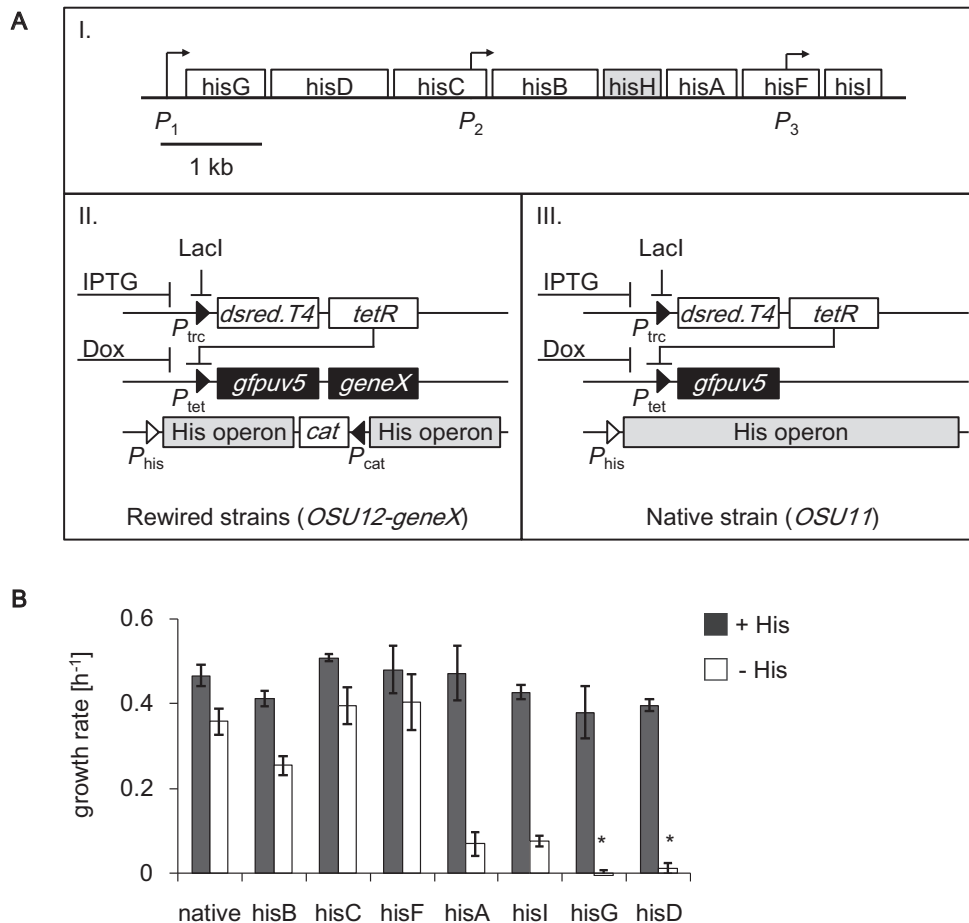 A
I.
hisG hisD hisC hisB hisH hisA hisF hisI
P1 P2 P3
1 kb
II.
LacI
IPTG
dsred.T4 tetR
Ptrc
Dox
gfpuv5 geneX
Ptet
His operon cat His operon
Phis Pcat
Rewired strains (OSU12-geneX)
III.
LacI
IPTG
dsred.T4 tetR
Ptrc
Dox
gfpuv5
Ptet
His operon
Phis
Native strain (OSU11)
B
growth rate [h-1]
0.6
0.4
0.2
0
* *
native hisB hisC hisF hisA hisI hisG hisD
+ His
- His